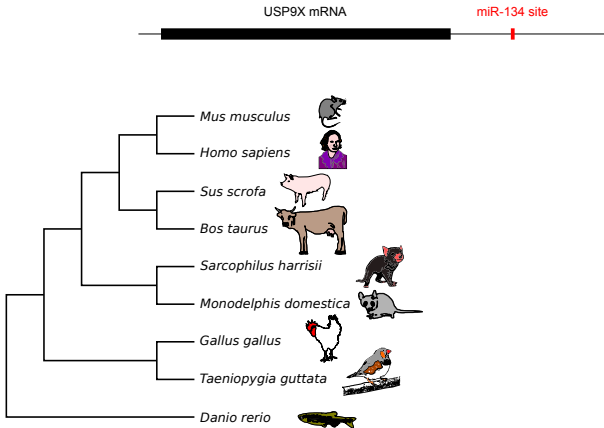 USP9X mRNA miR-134 site
Mus musculus
Homo sapiens
Sus scrofa
Bos taurus
Sarcophilus harrisii
Monodelphis domestica
Gallus gallus
Taeniopygia guttata
Danio rerio